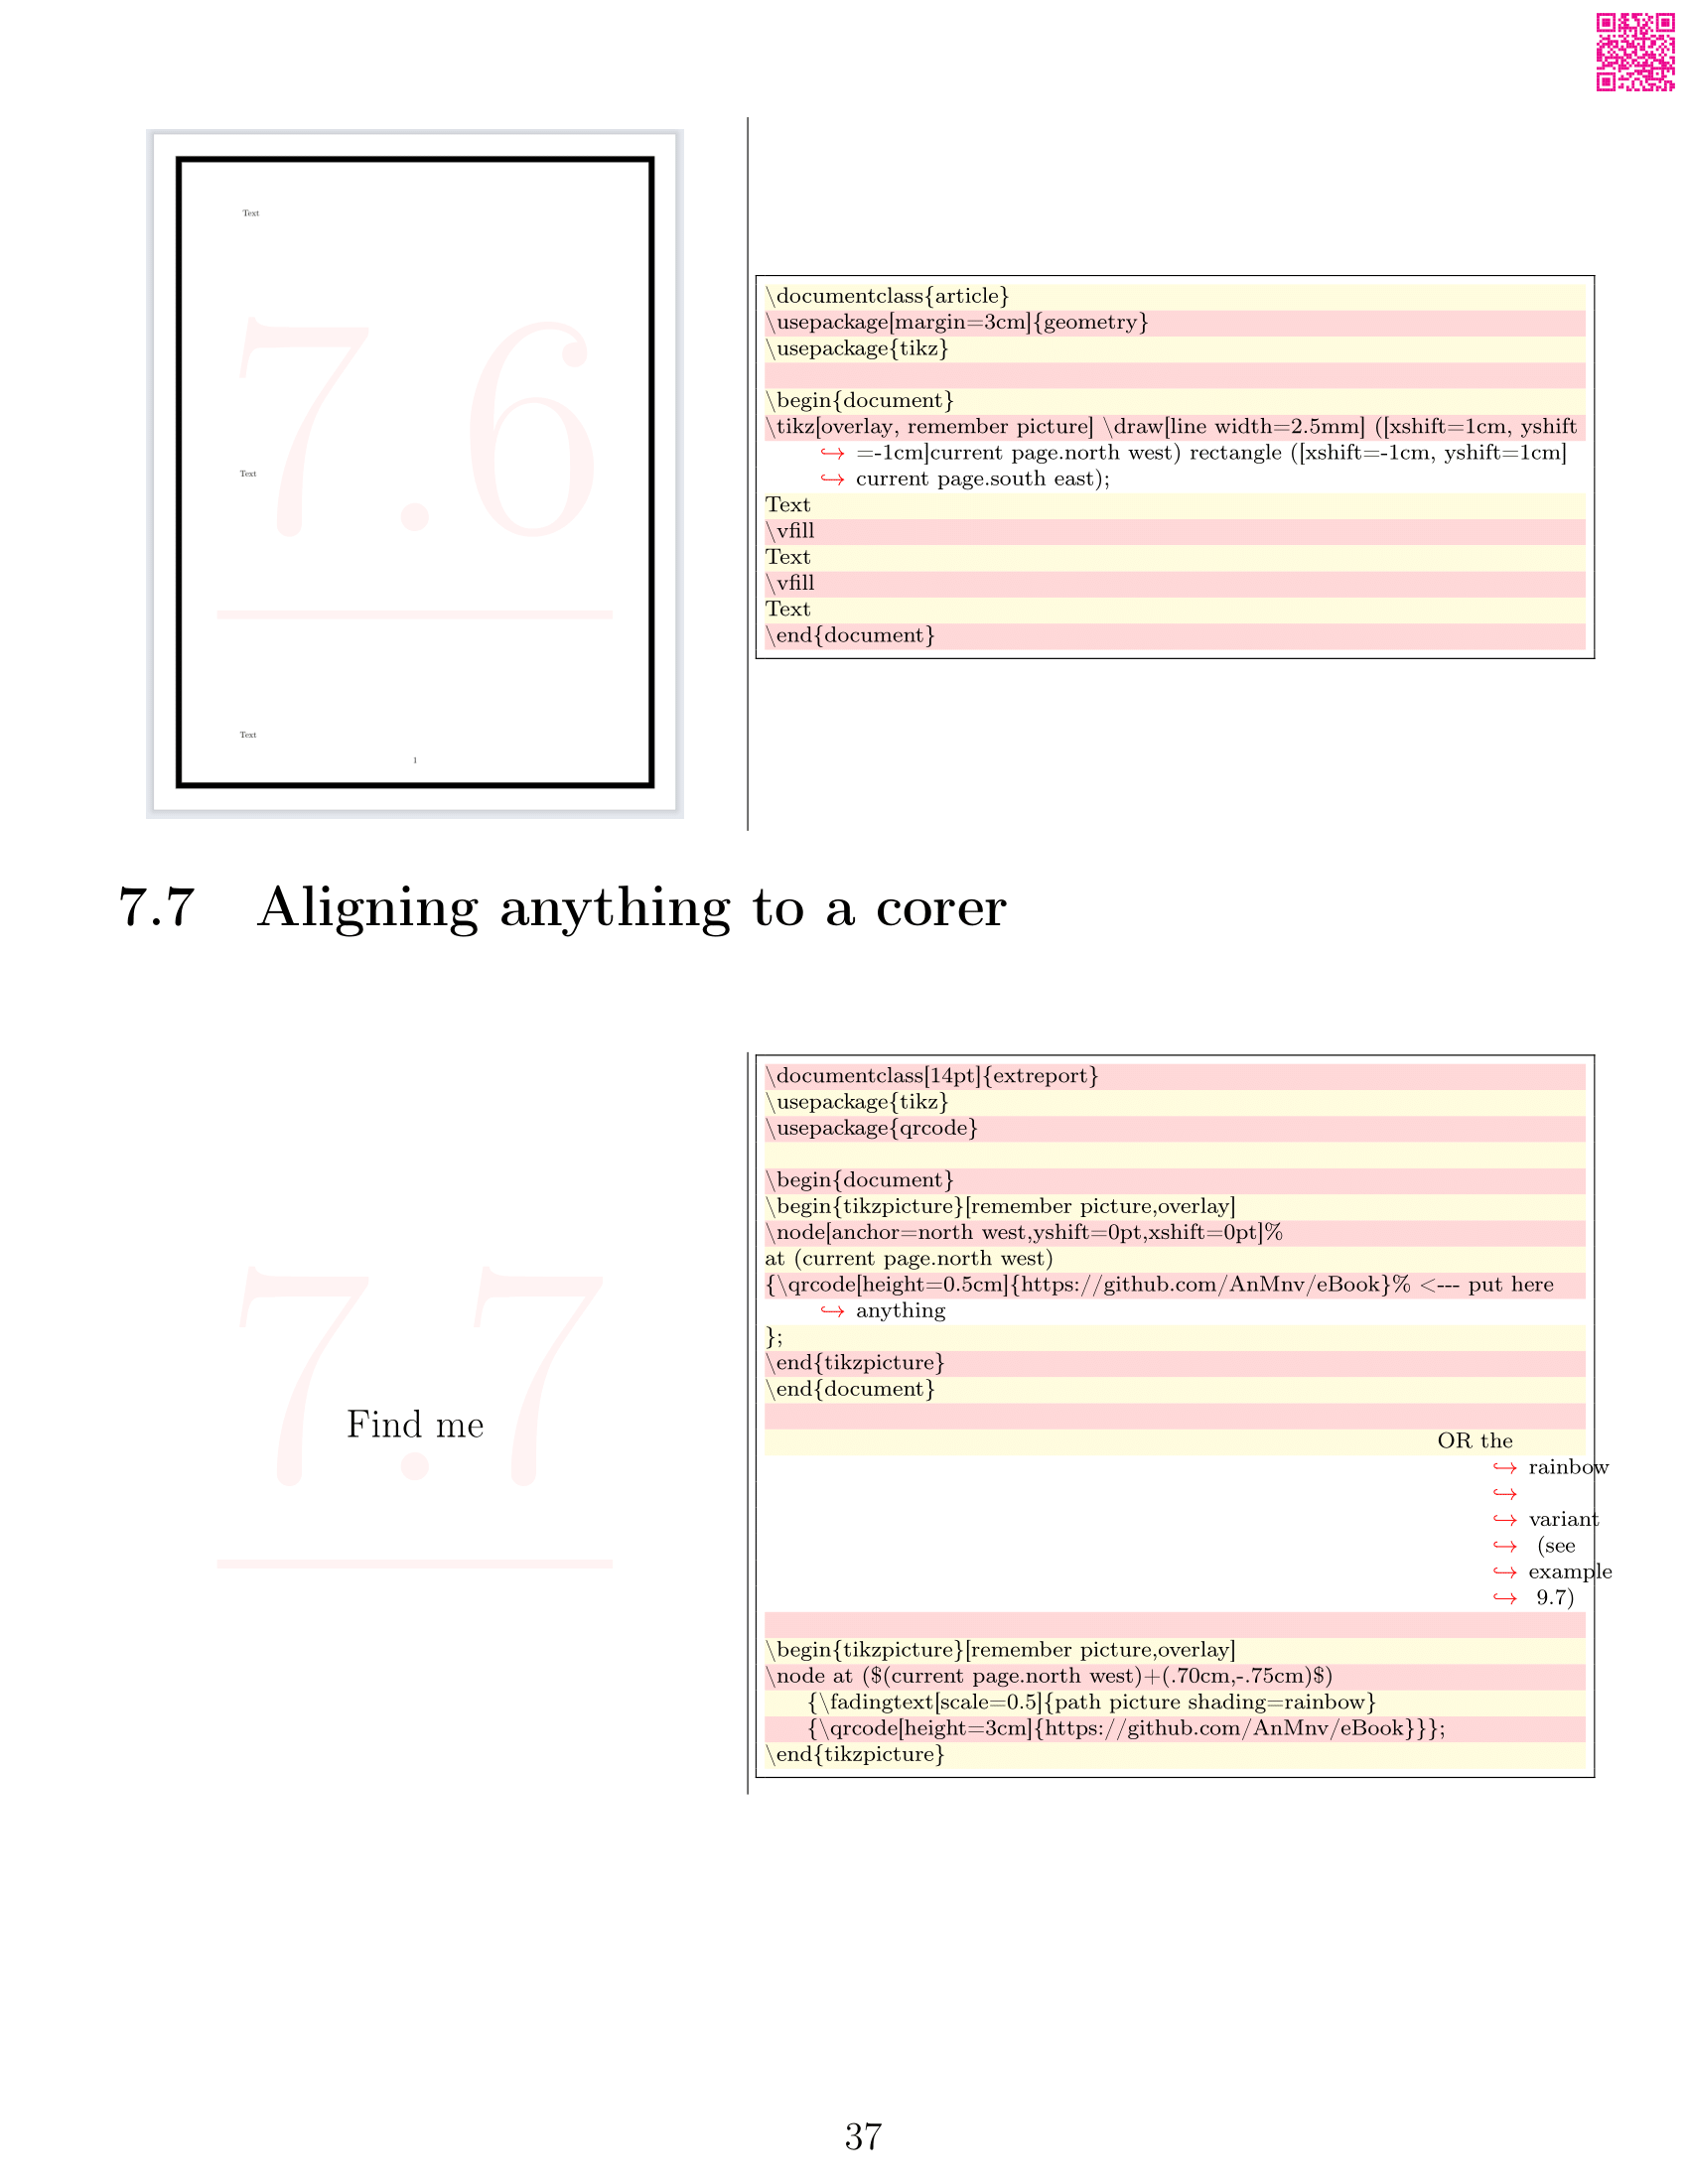 Text
7.6
Text
Text
1
\documentclass{article}
\usepackage[margin=3cm]{geometry}
\usepackage{tikz}
\begin{document}
\tikz[overlay, remember picture] \draw[line width=2.5mm] ([xshift=1cm, yshift
↪ =-1cm]current page.north west) rectangle ([xshift=-1cm, yshift=1cm]
↪ current page.south east);
Text
\vfill
Text
\vfill
Text
\end{document}
7.7 Aligning anything to a corer
7.7
Find me
\documentclass[14pt]{extreport}
\usepackage{tikz}
\usepackage{qrcode}
\begin{document}
\begin{tikzpicture}[remember picture,overlay]
\node[anchor=north west,yshift=0pt,xshift=0pt]%
at (current page.north west)
{\qrcode[height=0.5cm]{https://github.com/AnMnv/eBook}% <--- put here
↪ anything
};
\end{tikzpicture}
\end{document}
OR the
↪ rainbow
↪
↪ variant
↪ (see
↪ example
↪ 9.7)
\begin{tikzpicture}[remember picture,overlay]
\node at ($(current page.north west)+(.70cm,-.75cm)$)
{\fadingtext[scale=0.5]{path picture shading=rainbow}
{\qrcode[height=3cm]{https://github.com/AnMnv/eBook}}};
\end{tikzpicture}
37